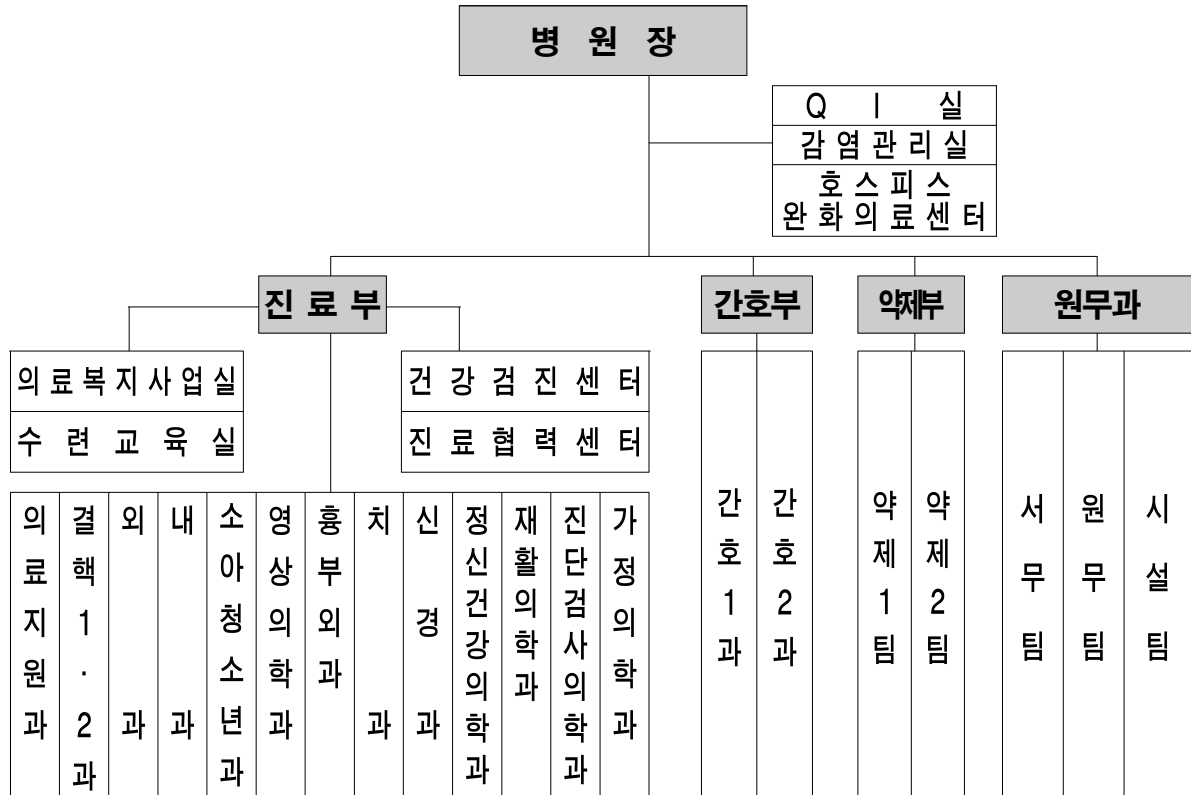 병 원 장
Q I 실
감염관리실
호스피스
완화의료센터
진 료 부
간호부
약제부
원무과
의료복지사업실
수 련 교 육 실
건 강 검 진 센 터
진 료 협 력 센 터
의료지원과
결핵1·2과
외과
내과
소아청소년과
영상의학과
흉부외과
치과
신경과
정신건강의학과
재활의학과
진단검사의학과
가정의학과
간호1과
간호2과
약제1팀
약제2팀
서무팀
원무팀
시설팀